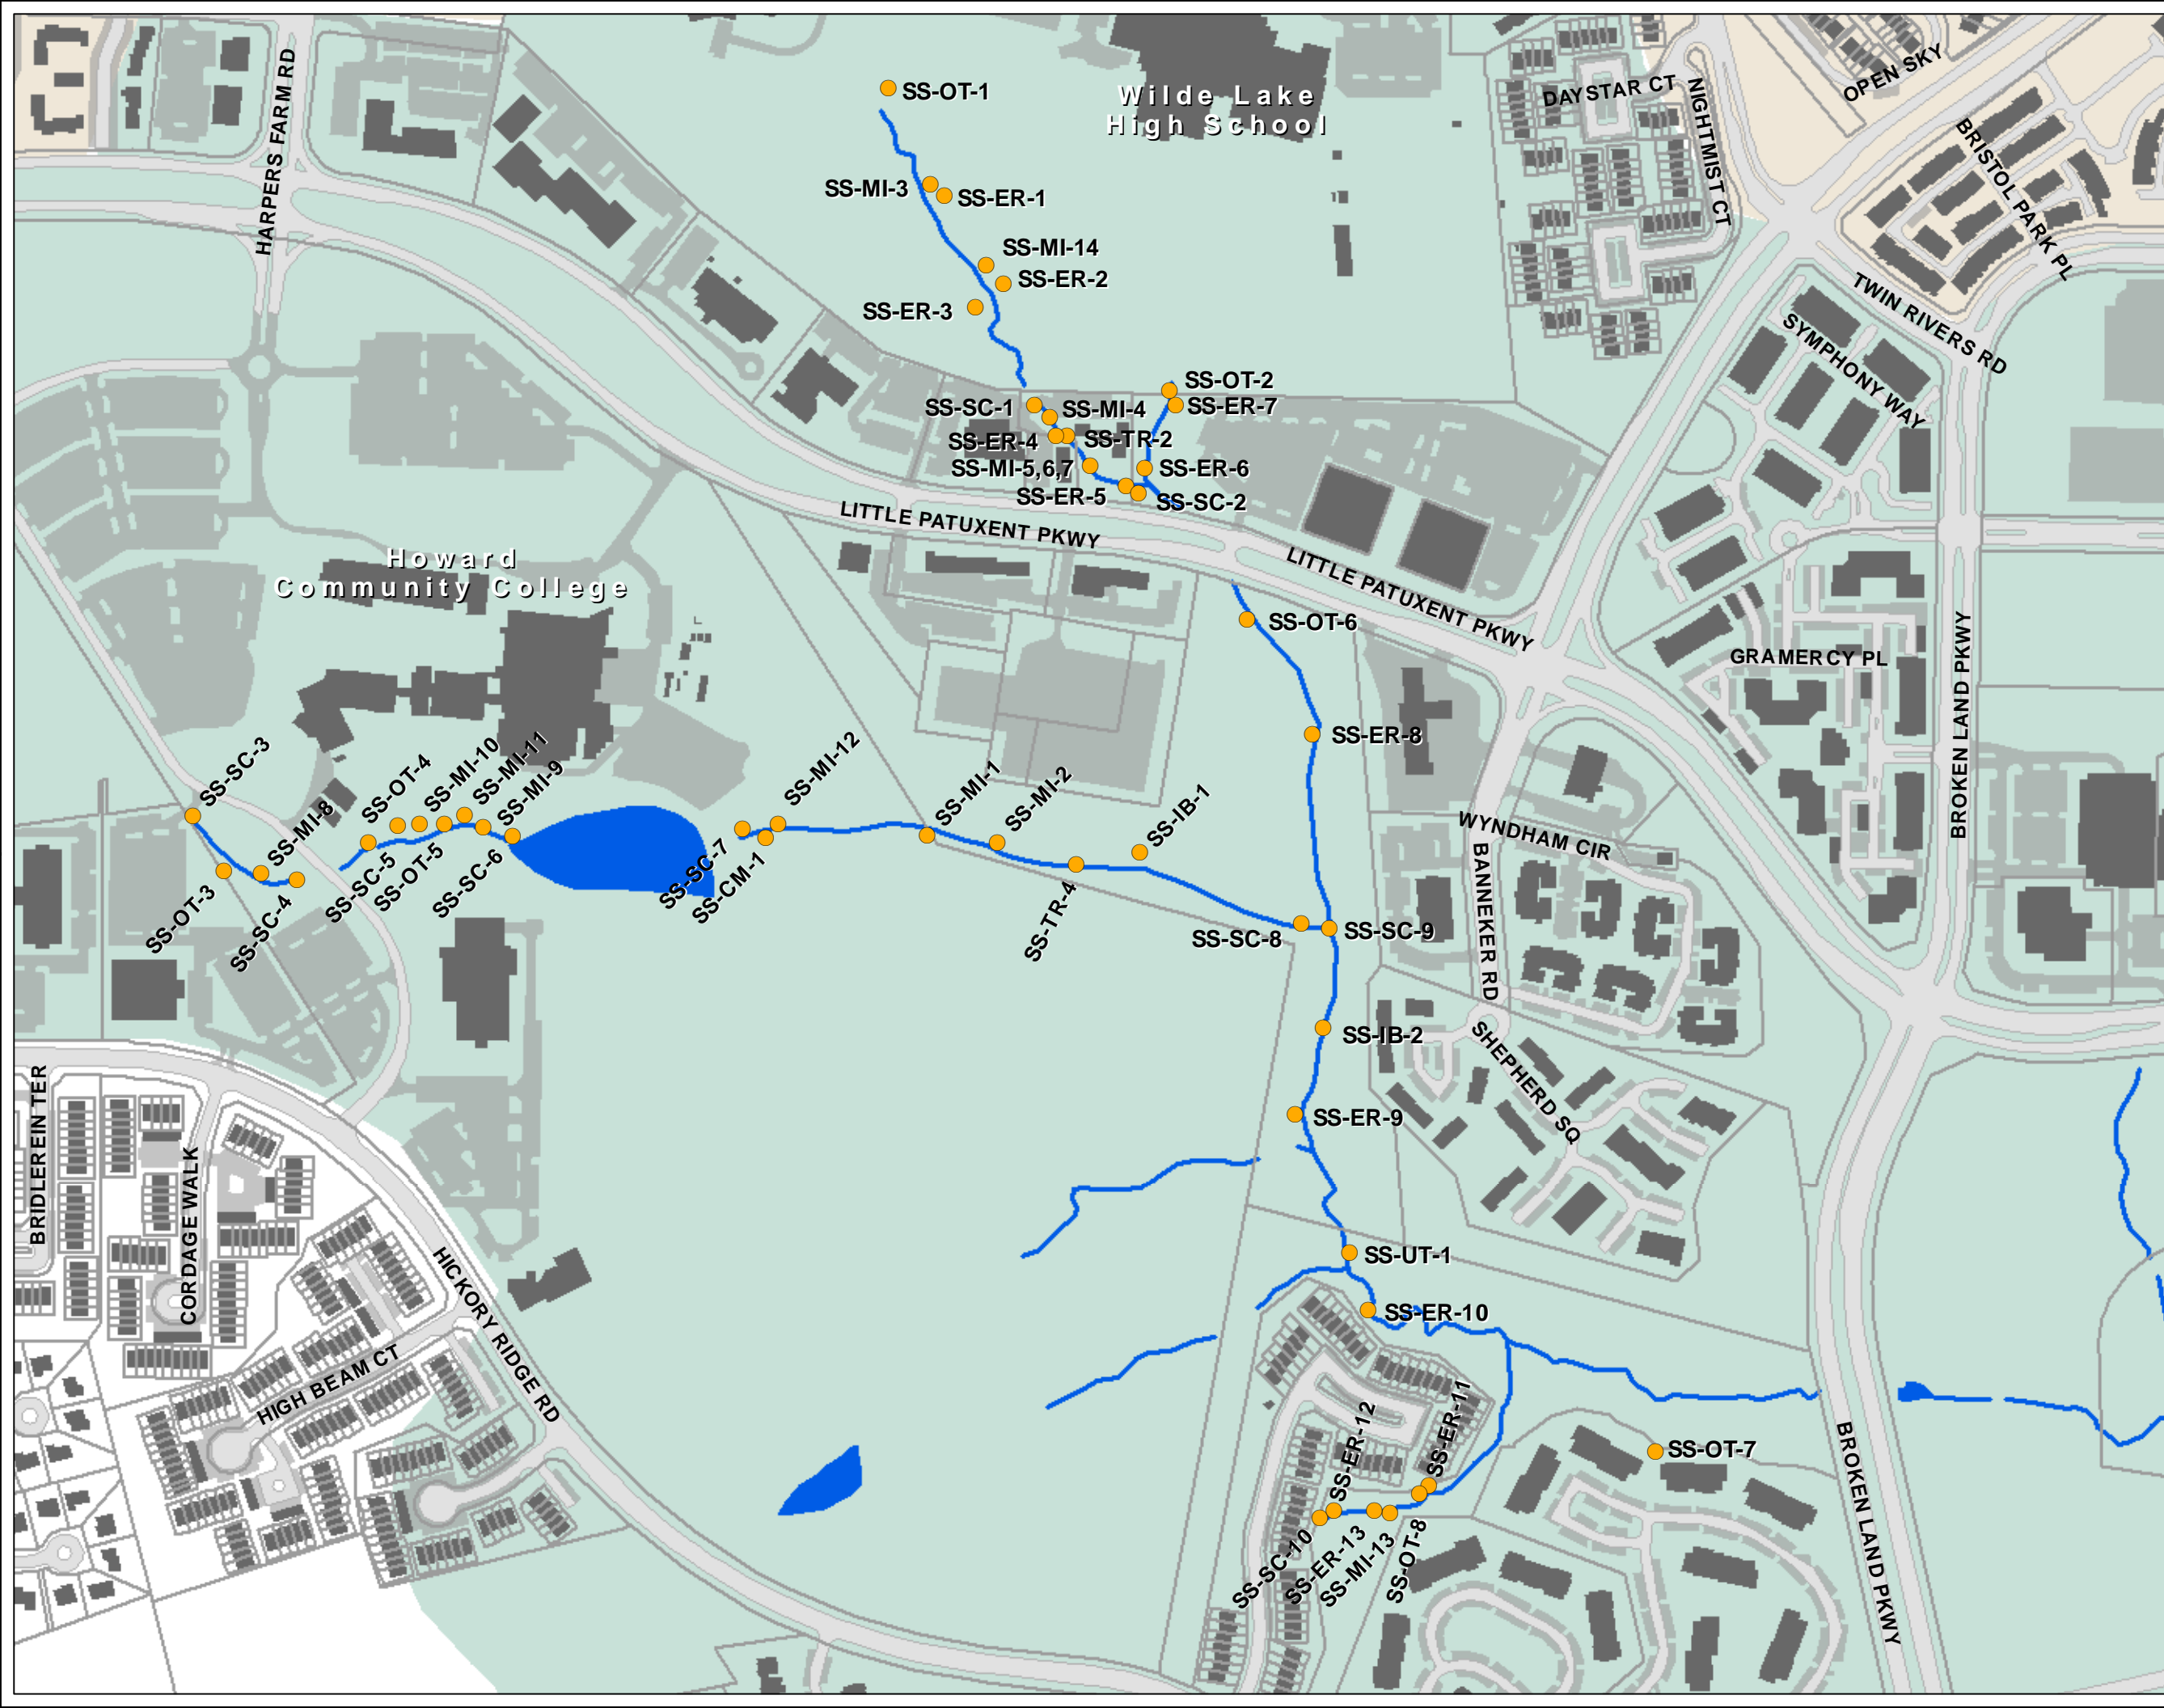 OPEN SKY
DAYSTAR CT
NIGHTMIST CT
BRISTOL PARK PL
HARPERS FARM RD
SS-OT-1
Wilde Lake
High School
SS-MI-3
SS-ER-1
SS-MI-14
SS-ER-2
SS-ER-3
TWIN RIVERS RD
SYMPHONY WAY
SS-OT-2
SS-SC-1
SS-MI-4
SS-ER-7
SS-ER-4
SS-TR-2
SS-MI-5,6,7
SS-ER-6
SS-ER-5
SS-SC-2
LITTLE PATUXENT PKWY
LITTLE PATUXENT PKWY
Howard
Community College
SS-OT-6
GRAMERCY PL
BROKEN LAND PKWY
SS-ER-8
SS-SC-3
SS-OT-4
SS-MI-10
SS-MI-11
SS-MI-9
SS-MI-12
SS-MI-1
SS-MI-2
SS-IB-1
WYNDHAM CIR
BANNEKER RD
SS-MI-8
SS-OT-3
SS-SC-4
SS-SC-5
SS-OT-5
SS-SC-6
SS-SC-7
SS-CM-1
SS-TR-4
SS-SC-8
SS-SC-9
SS-IB-2
SHEPHERD SQ
SS-ER-9
BRIDLEREIN TER
CORDAGE WALK
SS-UT-1
SS-ER-10
HICKORY RIDGE RD
HIGH BEAM CT
SS-ER-12
SS-ER-11
SS-OT-7
SS-SC-10
SS-ER-13
SS-MI-13
SS-OT-8
BROKEN LAND PKWY